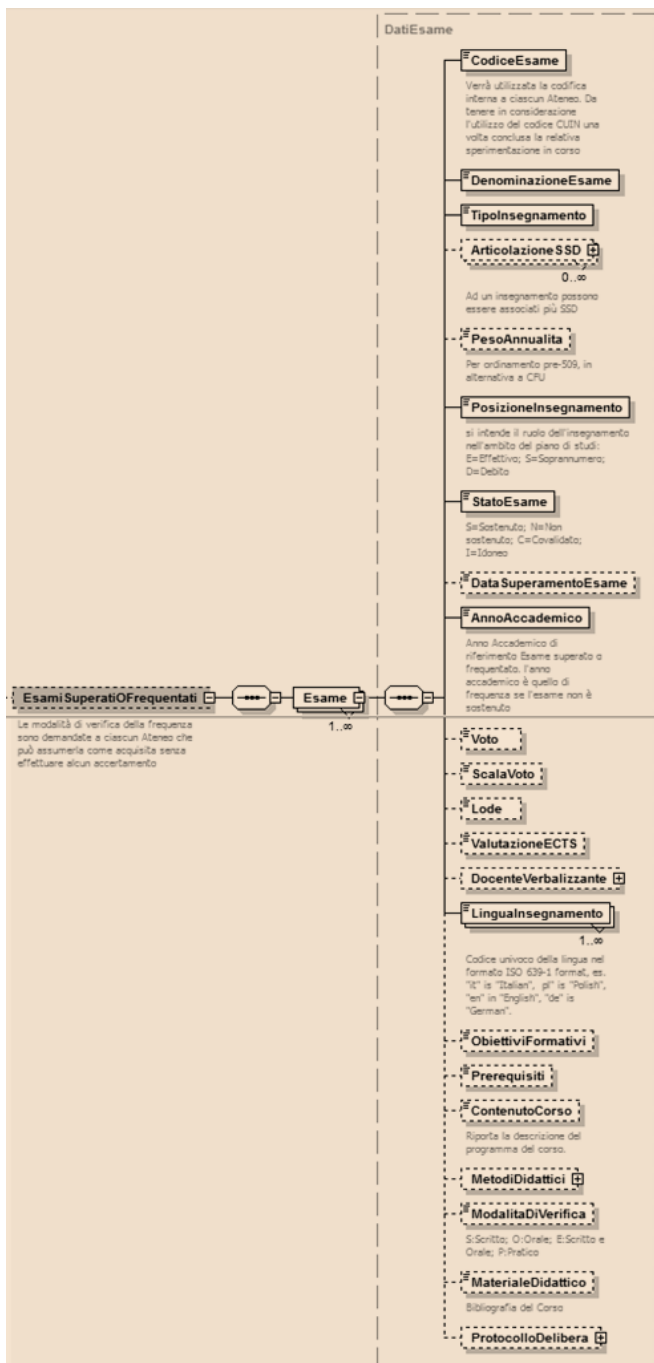 DatiEsame
CodiceEsame
Verrà utilizzata la codifica
interna a ciascun Ateneo. Da
tenere in considerazione
l'utilizzo del codice CUIN una
volta conclusa la relativa
sperimentazione in corso
DenominazioneEsame
TipoInsegnamento
ArticolazioneSSD
0..∞
Ad un insegnamento possono
essere associati più SSD
PesoAnnualita
Per ordinamento pre-509, in
alternativa a CFU
PosizioneInsegnamento
si intende il ruolo dell'insegnamento
nell'ambito del piano di studi:
E=Effettivo; S=Soprannumero;
D=Debito
StatoEsame
S=Sostenuto; N=Non
sostenuto; C=Covalidato;
I=Idoneo
DataSuperamentoEsame
AnnoAccademico
Anno Accademico di
riferimento Esame superato o
frequentato. l'anno
accademico è quello di
frequenza se l'esame non è
sostenuto
EsamiSuperatiOFrequentati
Esame
1..∞
Le modalità di verifica della frequenza
sono demandate a ciascun Ateneo che
può assumerla come acquisita senza
effettuare alcun accertamento
Voto
ScalaVoto
Lode
ValutazioneECTS
DocenteVerbalizzante
LinguaInsegnamento
1..∞
Codice univoco della lingua nel
formato ISO 639-1 format, es.
"it" is "Italian", pl" is "Polish",
"en" in "English", "de" is
"German".
ObiettiviFormativi
Prerequisiti
ContenutoCorso
Riporta la descrizione del
programma del corso.
MetodiDidattici
ModalitaDiVerifica
S:Scritto; O:Orale; E:Scritto e
Orale; P:Pratico
MaterialeDidattico
Bibliografia del Corso
ProtocolloDelibera